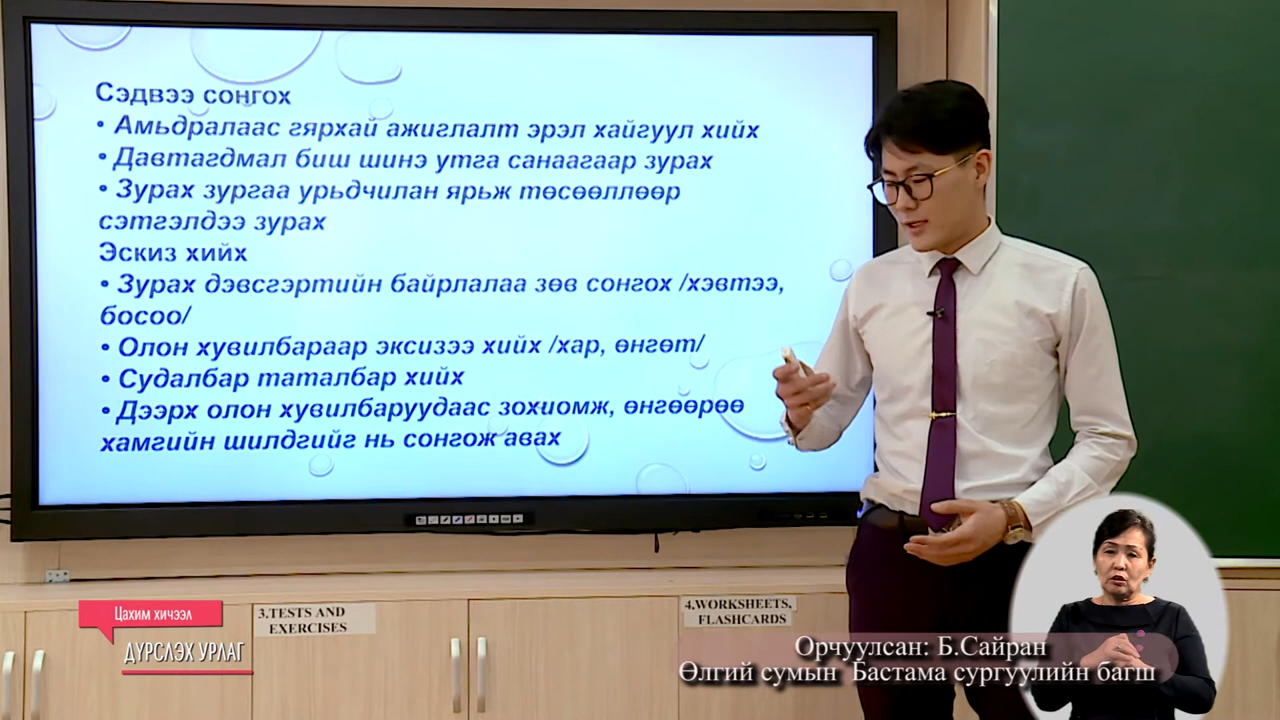 Сэдвээ сонгох
• Амьдралаас гярхай ажиглалт эрэл хайгуул хийх
• Давтагдмал биш шинэ утга санаагаар зурах
• Зурах зургаа урьдчилан ярьж төсөөллөөр
сэтгэлдээ зурах
Эскиз хийх
• Зурах дэвсгэртийн байрлалаа зөв сонгох /хэвтээ,
босоо/
• Олон хувилбараар эксизээ хийх /хар, өнгөт/
• Судалбар таталбар хийх
• Дээрх олон хувилбаруудаас зохиомж, өнгөөрөө
хамгийн шилдгийг нь сонгож авах
3.TESTS AND
EXERCISES
4.WORKSHEETS,
FLASHCARDS
Цахим хичээл
ДҮРСЛЭХ УРЛАГ
Орчуулсан: Б.Сайран
Өлгий сумын Бастама сургуулийн багш